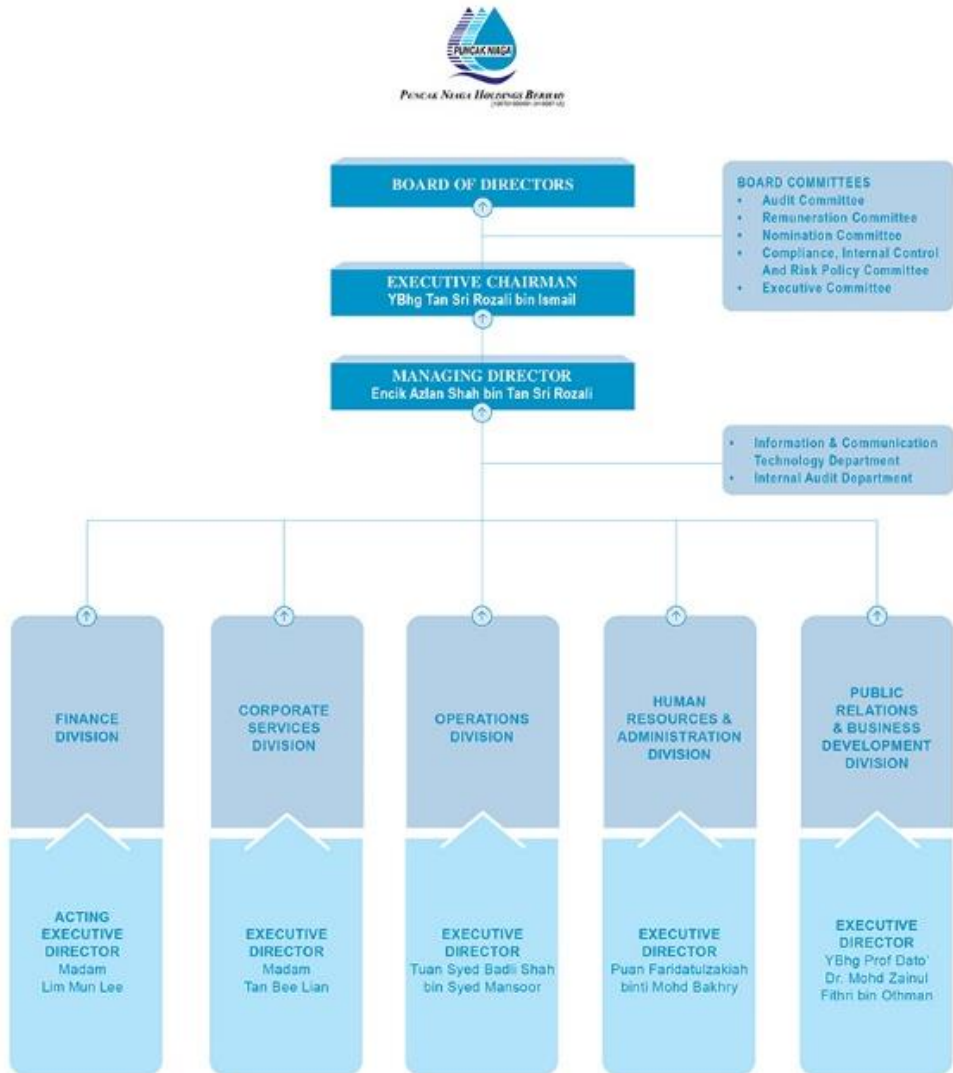 PUNCAK NIAGA
PUNCAK NIAGA HOLDINGS BERHAD
BOARD OF DIRECTORS
BOARD COMMITTEES
• Audit Committee
• Remuneration Committee
• Nomination Committee
• Compliance, Internal Control
And Risk Policy Committee
• Executive Committee
EXECUTIVE CHAIRMAN
YBhg Tan Sri Rozali bin Ismail
MANAGING DIRECTOR
Encik Azlan Shah bin Tan Sri Rozali
• Information & Communication
Technology Department
• Internal Audit Department
FINANCE
DIVISION
CORPORATE
SERVICES
DIVISION
OPERATIONS
DIVISION
HUMAN
RESOURCES &
ADMINISTRATION
DIVISION
PUBLIC
RELATIONS
& BUSINESS
DEVELOPMENT
DIVISION
ACTING
EXECUTIVE
DIRECTOR
Madam
Lim Mun Lee
EXECUTIVE
DIRECTOR
Madam
Tan Bee Lian
EXECUTIVE
DIRECTOR
Tuan Syed Badli Shah
bin Syed Mansoor
EXECUTIVE
DIRECTOR
Puan Faridatulzakiah
binti Mohd Bakhry
EXECUTIVE
DIRECTOR
YBhg Prof Dato'
Dr. Mohd Zainul
Fithri bin Othman